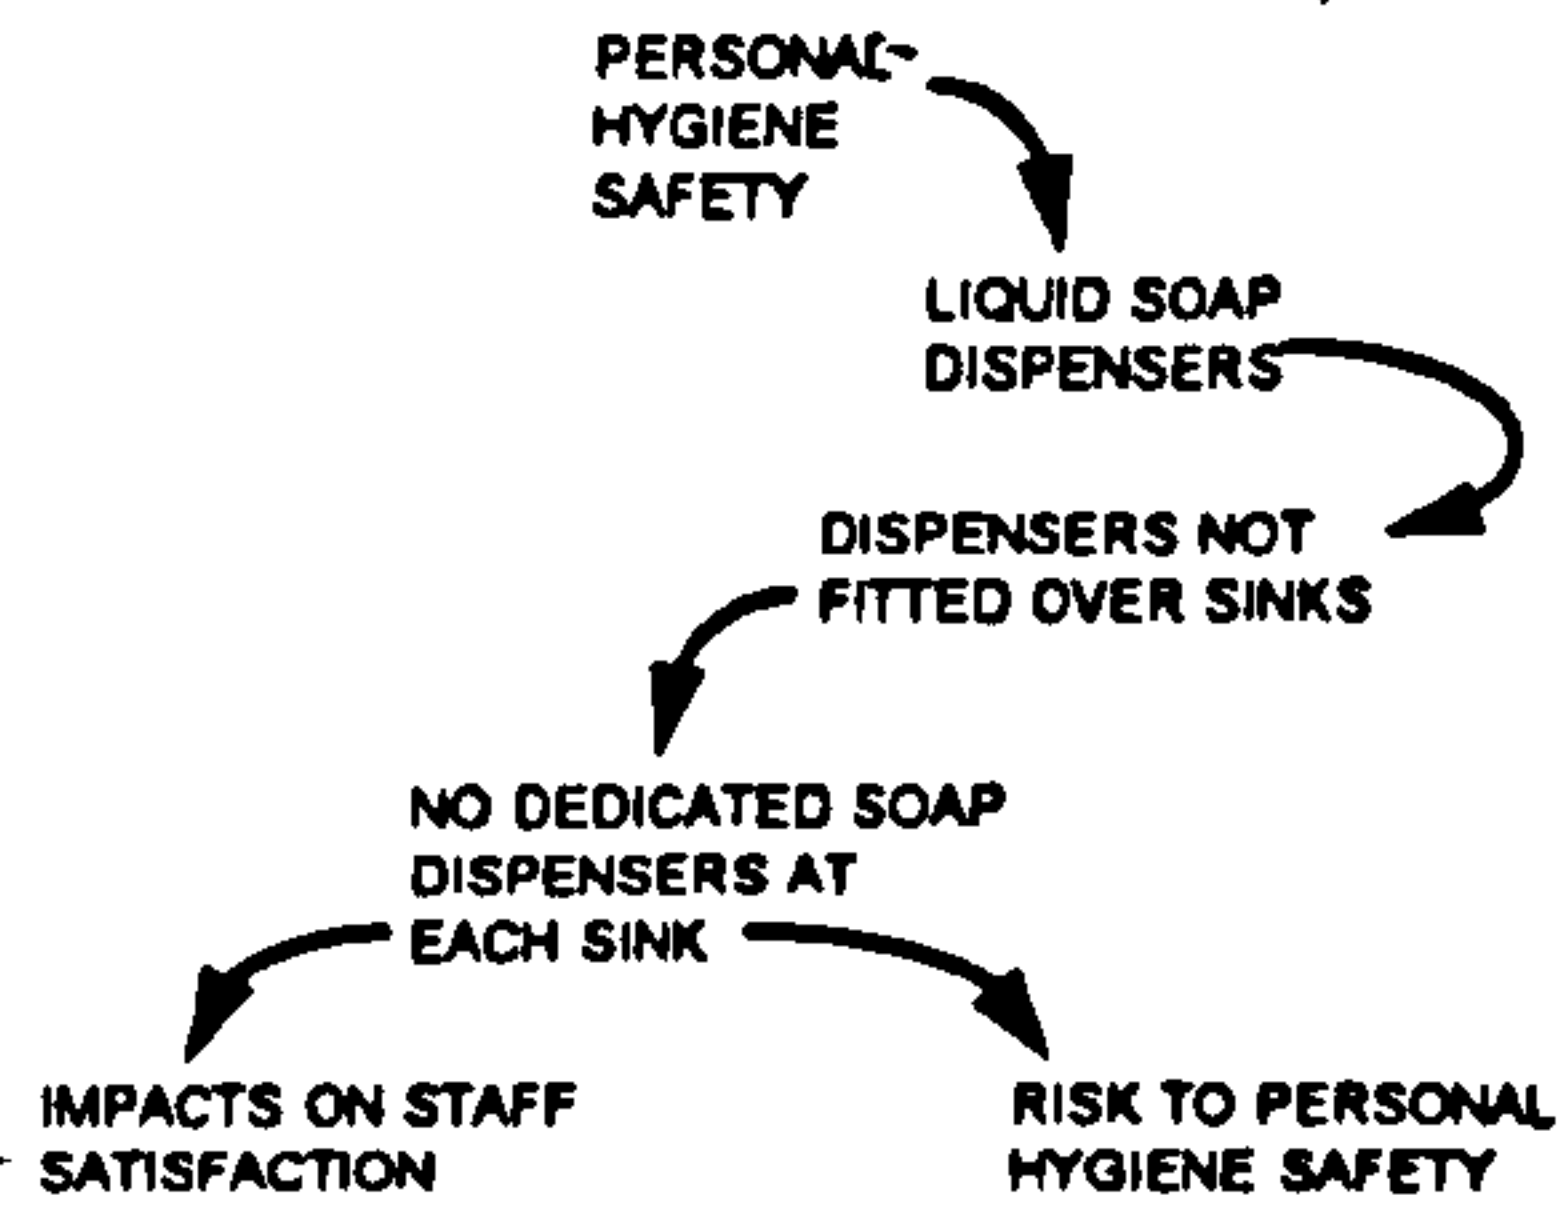 PERSONAL
HYGIENE
SAFETY
LIQUID SOAP
DISPENSERS
DISPENSERS NOT
FITTED OVER SINKS
NO DEDICATED SOAP
DISPENSERS AT
EACH SINK
IMPACTS ON STAFF
SATISFACTION
RISK TO PERSONAL
HYGIENE SAFETY